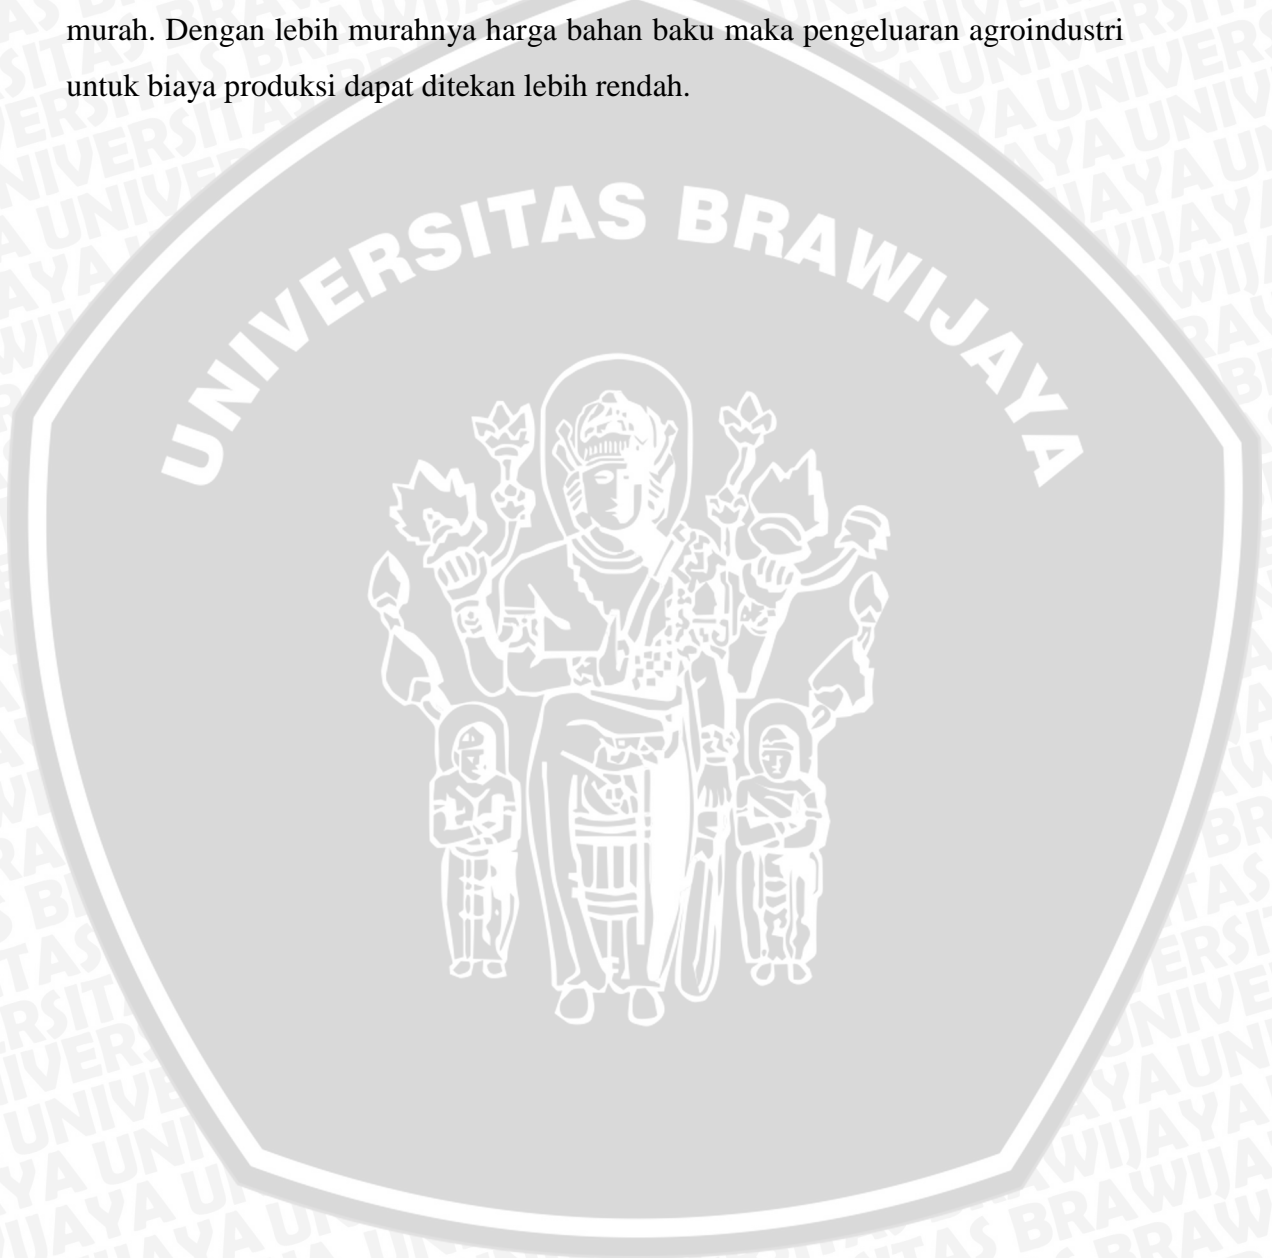 murah. Dengan lebih murahnya harga bahan baku maka pengeluaran agroindustri
untuk biaya produksi dapat ditekan lebih rendah.
UNIVERSITAS BRAWIJAYA